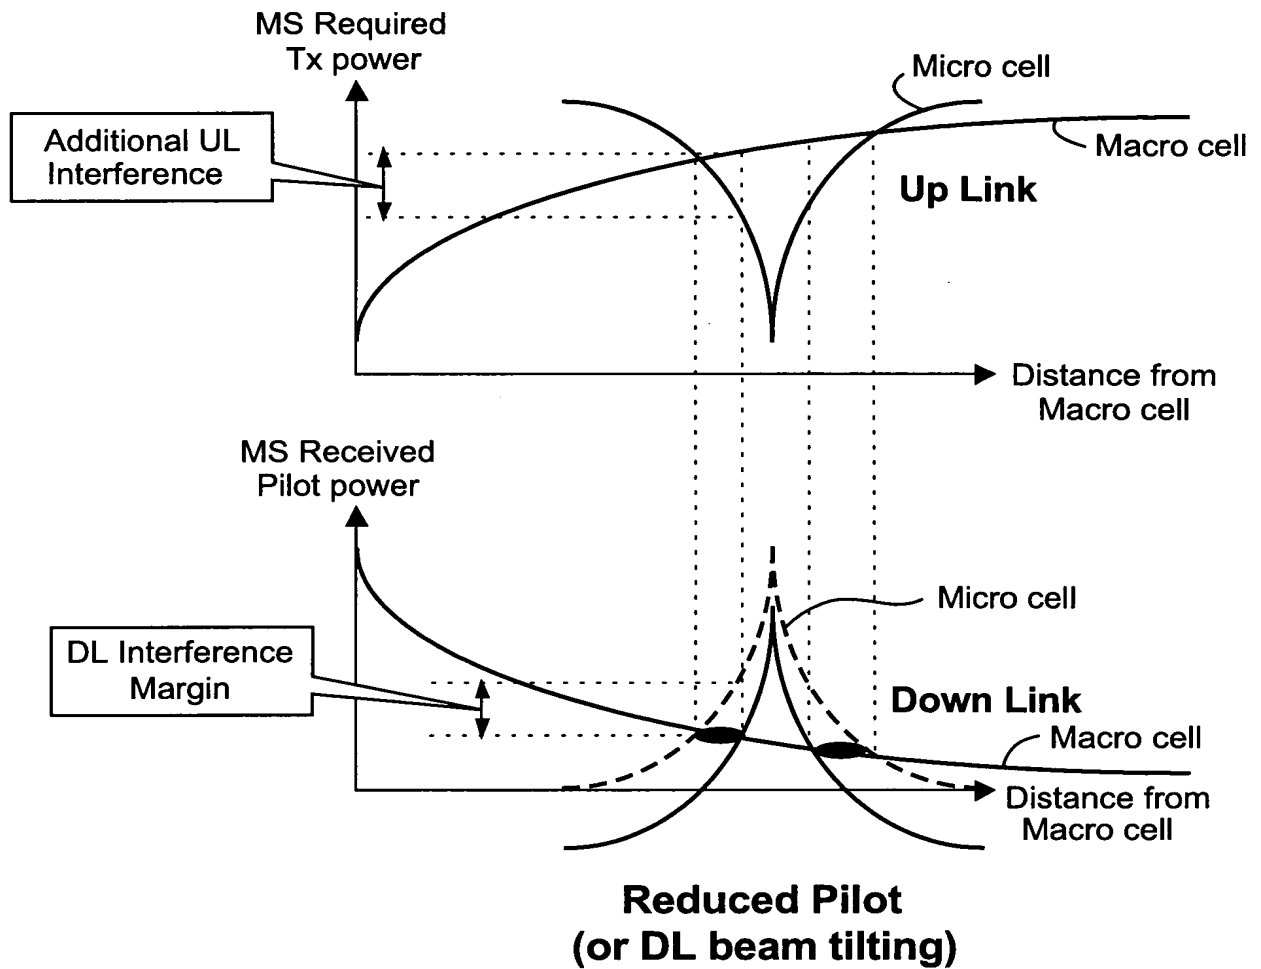 MS Required
Tx power
Micro cell
Macro cell
Additional UL
Interference
Up Link
Distance from
Macro cell
MS Received
Pilot power
Micro cell
DL Interference
Margin
Down Link
Macro cell
Distance from
Macro cell
Reduced Pilot
(or DL beam tilting)